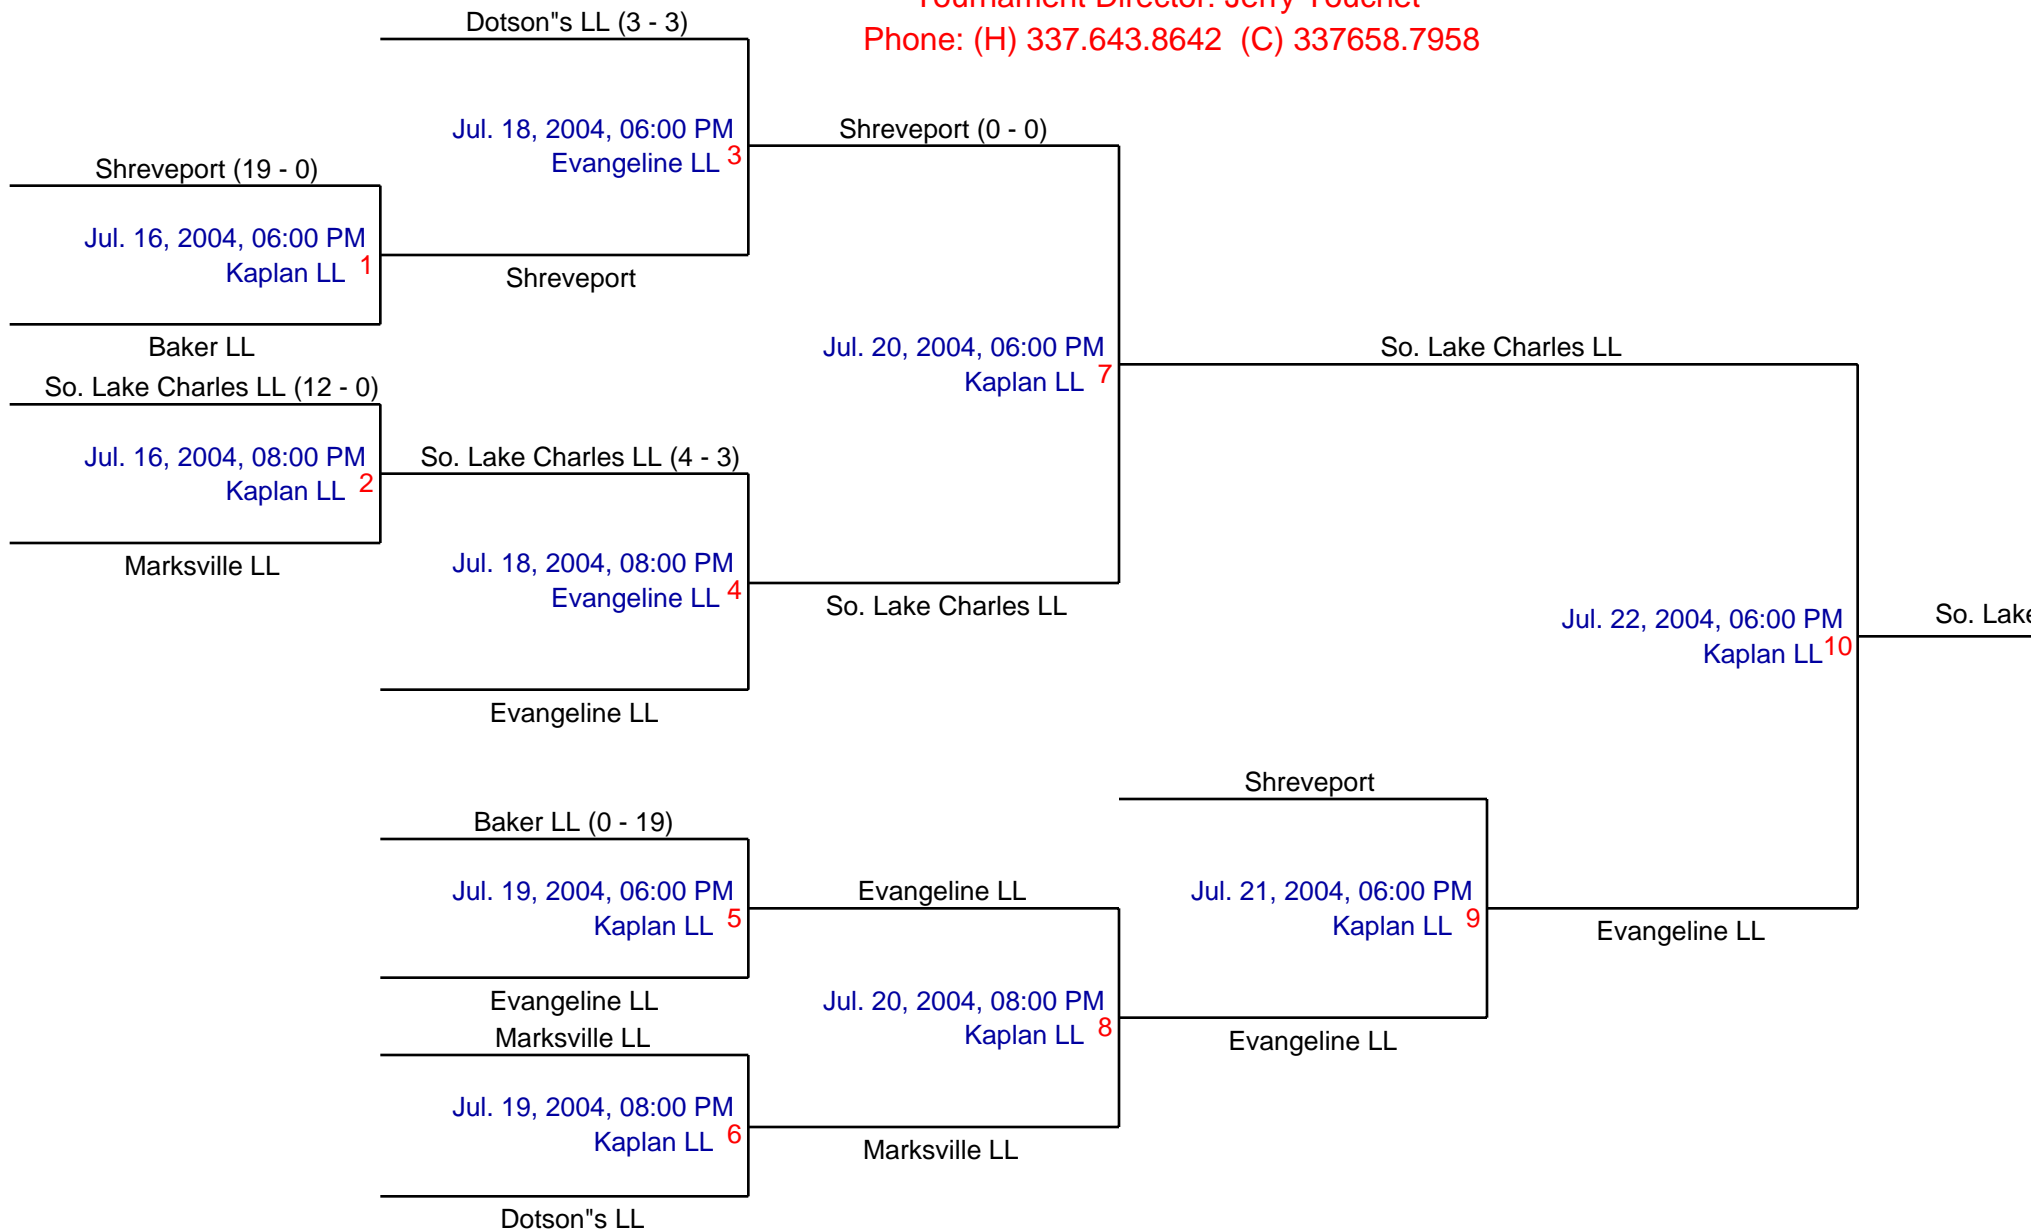 Tournament Director: Jerry Touchet
Phone: (H) 337.643.8642 (C) 337658.7958
Dotson"s LL (3 - 3)
Jul. 18, 2004, 06:00 PM
Evangeline LL 3
Shreveport (0 - 0)
Shreveport (19 - 0)
Jul. 16, 2004, 06:00 PM
Kaplan LL 1
Shreveport
Baker LL
Jul. 20, 2004, 06:00 PM
Kaplan LL 7
So. Lake Charles LL
So. Lake Charles LL (12 - 0)
Jul. 16, 2004, 08:00 PM
Kaplan LL 2
So. Lake Charles LL (4 - 3)
Marksville LL
Jul. 18, 2004, 08:00 PM
Evangeline LL 4
So. Lake Charles LL
Jul. 22, 2004, 06:00 PM
Kaplan LL 10
So. Lake
Evangeline LL
Shreveport
Baker LL (0 - 19)
Jul. 19, 2004, 06:00 PM
Kaplan LL 5
Evangeline LL
Jul. 21, 2004, 06:00 PM
Kaplan LL 9
Evangeline LL
Evangeline LL
Marksville LL
Jul. 20, 2004, 08:00 PM
Kaplan LL 8
Evangeline LL
Jul. 19, 2004, 08:00 PM
Kaplan LL 6
Marksville LL
Dotson"s LL